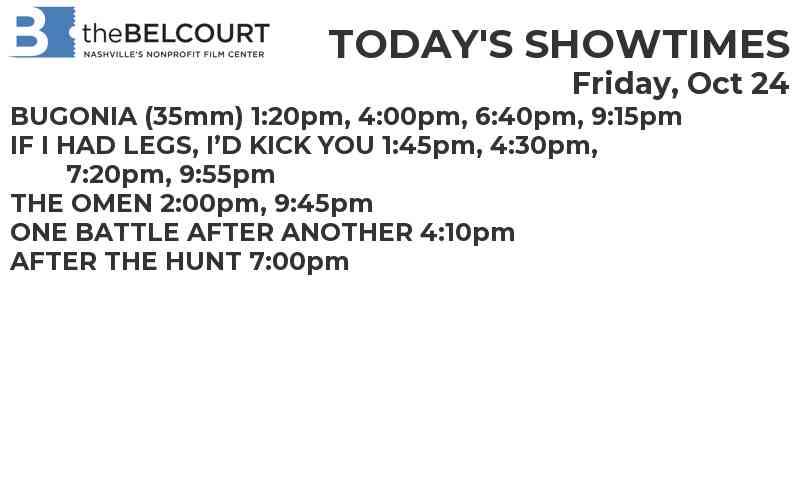 B theBELCOURT
NASHVILLE'S NONPROFIT FILM CENTER
TODAY'S SHOWTIMES
Friday, Oct 24
BUGONIA (35mm) 1:20pm, 4:00pm, 6:40pm, 9:15pm
IF I HAD LEGS, I’D KICK YOU 1:45pm, 4:30pm,
7:20pm, 9:55pm
THE OMEN 2:00pm, 9:45pm
ONE BATTLE AFTER ANOTHER 4:10pm
AFTER THE HUNT 7:00pm